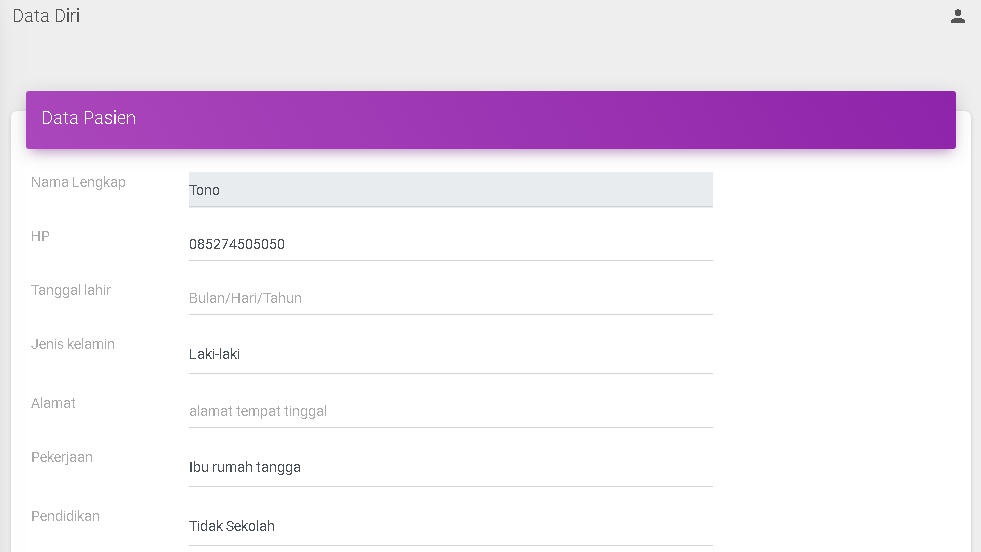 Data Diri
Data Pasien
Nama Lengkap
Tono
HP
085274505050
Tanggal lahir
Bulan/Hari/Tahun
Jenis kelamin
Laki-laki
Alamat
alamat tempat tinggal
Pekerjaan
Ibu rumah tangga
Pendidikan
Tidak Sekolah